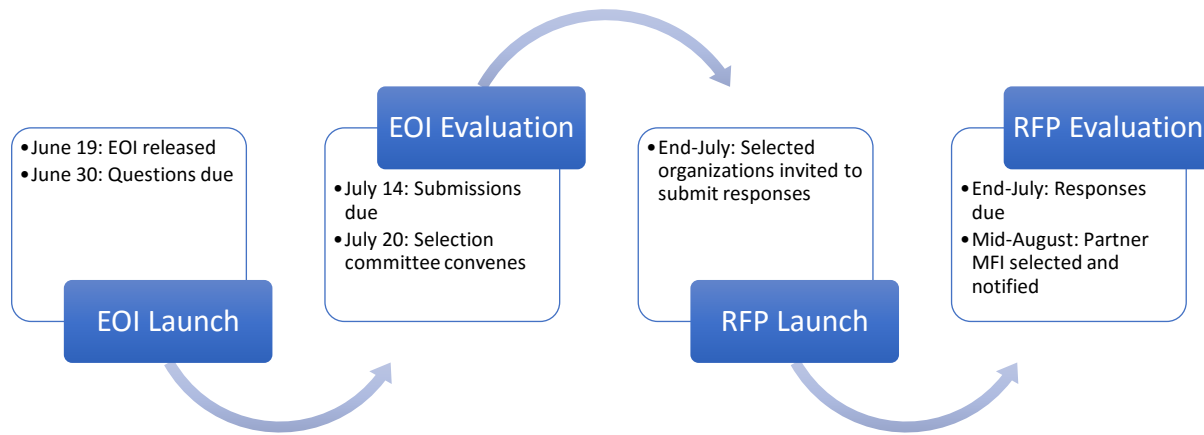 •June 19: EOI released
•June 30: Questions due
EOI Launch
EOI Evaluation
•July 14: Submissions
due
•July 20: Selection
committee convenes
•End-July: Selected
organizations invited to
submit responses
RFP Launch
RFP Evaluation
•End-July: Responses
due
•Mid-August: Partner
MFI selected and
notified